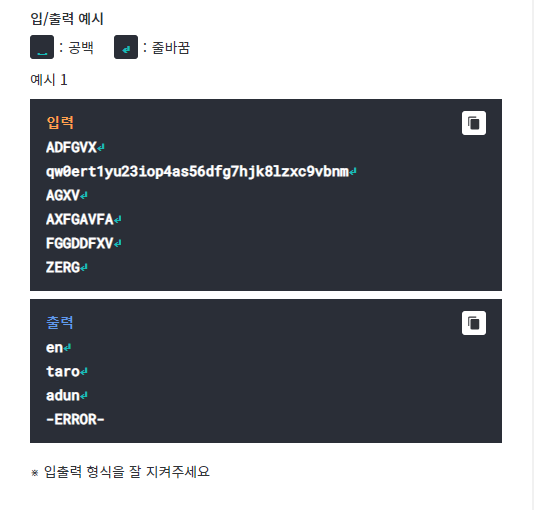 입/출력 예시
␣ : 공백 ↵ : 줄바꿈
예시 1
입력
ADFGVX↵
qw0ert1yu23iop4as56dfg7hjk8lzxc9vbnm↵
AGXV↵
AXFGAVFA↵
FGGDDFXV↵
ZERG↵
출력
en↵
taro↵
adun↵
-ERROR-
※ 입출력 형식을 잘 지켜주세요